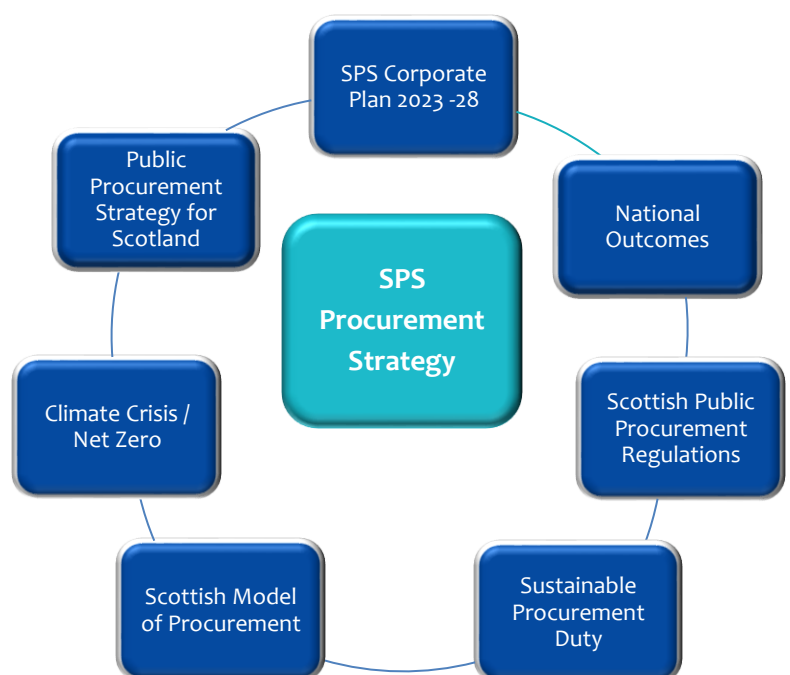 SPS Corporate
Plan 2023 -28
National
Outcomes
Scottish Public
Procurement
Regulations
Sustainable
Procurement
Duty
Scottish Model
of Procurement
Climate Crisis /
Net Zero
Public
Procurement
Strategy for
Scotland
SPS
Procurement
Strategy